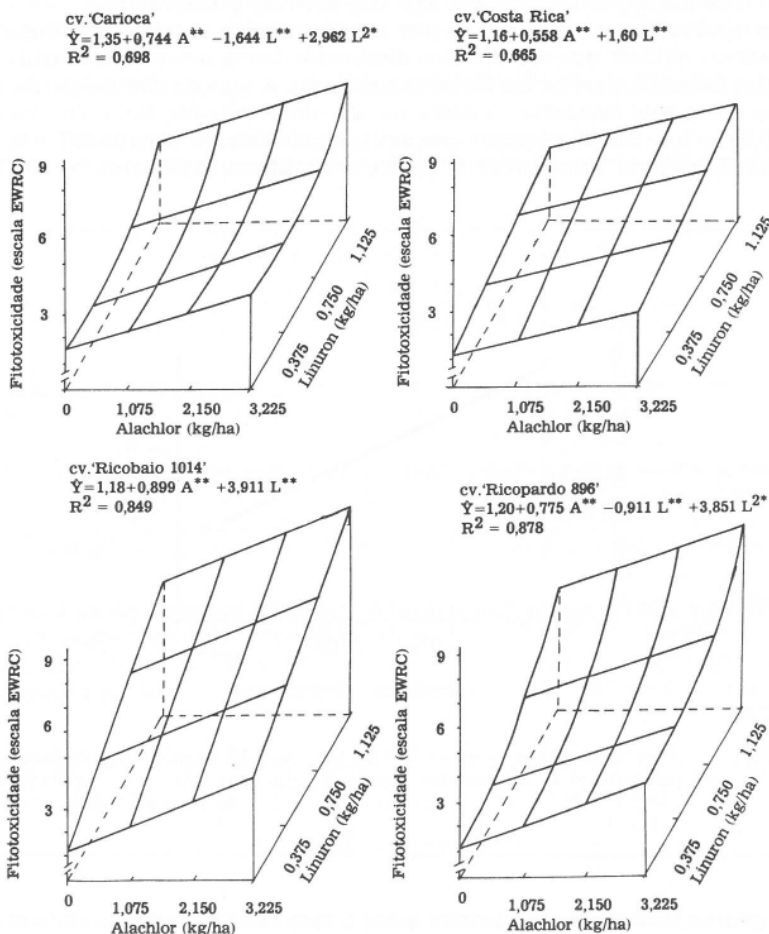 cv.'Carioca'
Ŷ=1,35+0,744 A** −1,644 L** +2,962 L2*
R2 = 0,698
Fitotoxicidade (escala EWRC)
9
6
3
0
1,075
2,150
3,225
Alachlor (kg/ha)
0,375
0,750
1,125
Linuron (kg/ha)
cv.'Costa Rica'
Ŷ=1,16+0,558 A** +1,60 L**
R2 = 0,665
Fitotoxicidade (escala EWRC)
9
6
3
0
1,075
2,150
3,225
Alachlor (kg/ha)
0,375
0,750
1,125
Linuron (kg/ha)
cv.'Ricobaio 1014'
Ŷ=1,18+0,899 A** +3,911 L**
R2 = 0,849
Fitotoxicidade (escala EWRC)
9
6
3
0
1,075
2,150
3,225
Alachlor (kg/ha)
0,375
0,750
1,125
Linuron (kg/ha)
cv.'Ricopardo 896'
Ŷ=1,20+0,775 A** −0,911 L** +3,851 L2*
R2 = 0,878
Fitotoxicidade (escala EWRC)
9
6
3
0
1,075
2,150
3,225
Alachlor (kg/ha)
0,375
0,750
1,125
Linuron (kg/ha)